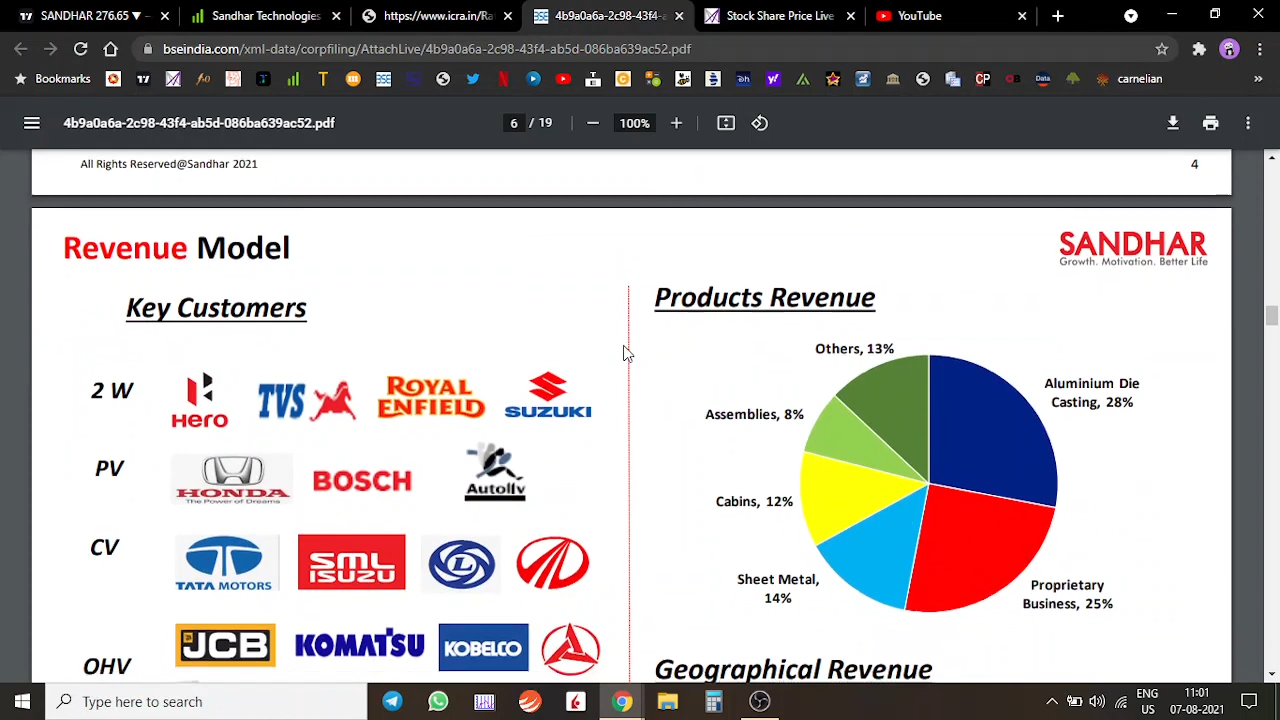 SANDHAR 276.65 ▼
Sandhar Technologies
https://www.icra.in/Ra
4b9a0a6a-2c98-43f4-a
Stock Share Price Live
YouTube
bseindia.com/xml-data/corpfiling/AttachLive/4b9a0a6a-2c98-43f4-ab5d-086ba639ac52.pdf
Bookmarks
Data
carnelian
4b9a0a6a-2c98-43f4-ab5d-086ba639ac52.pdf
6 / 19
100%
All Rights Reserved@Sandhar 2021
4
Revenue Model
SANDHAR
Growth. Motivation. Better Life
Key Customers
2 W
Hero
TVS
ROYAL
ENFIELD
SUZUKI
PV
HONDA
The Power of Dreams
BOSCH
Autoliv
CV
TATA MOTORS
SML
ISUZU
OHV
JCB
KOMATSU
KOBELCO
Products Revenue
Others, 13%
Aluminium Die
Casting, 28%
Assemblies, 8%
Cabins, 12%
Sheet Metal,
14%
Proprietary
Business, 25%
Geographical Revenue
Type here to search
ENG
11:01
07-08-2021